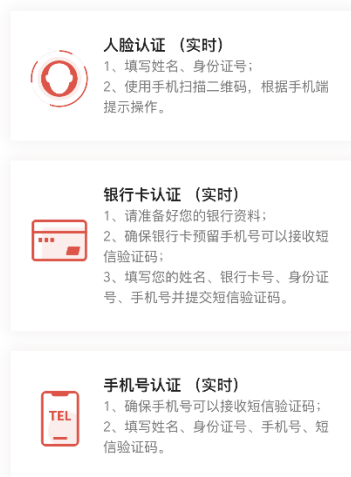 人脸认证 （实时）
1、填写姓名、身份证号；
2、使用手机扫描二维码，根据手机端
提示操作。
银行卡认证 （实时）
1、请准备好您的银行资料；
2、确保银行卡预留手机号可以接收短
信验证码；
3、填写您的姓名、银行卡号、身份证
号、手机号并提交短信验证码。
TEL
手机号认证 （实时）
1、确保手机号可以接收短信验证码；
2、填写姓名、身份证号、手机号、短
信验证码。